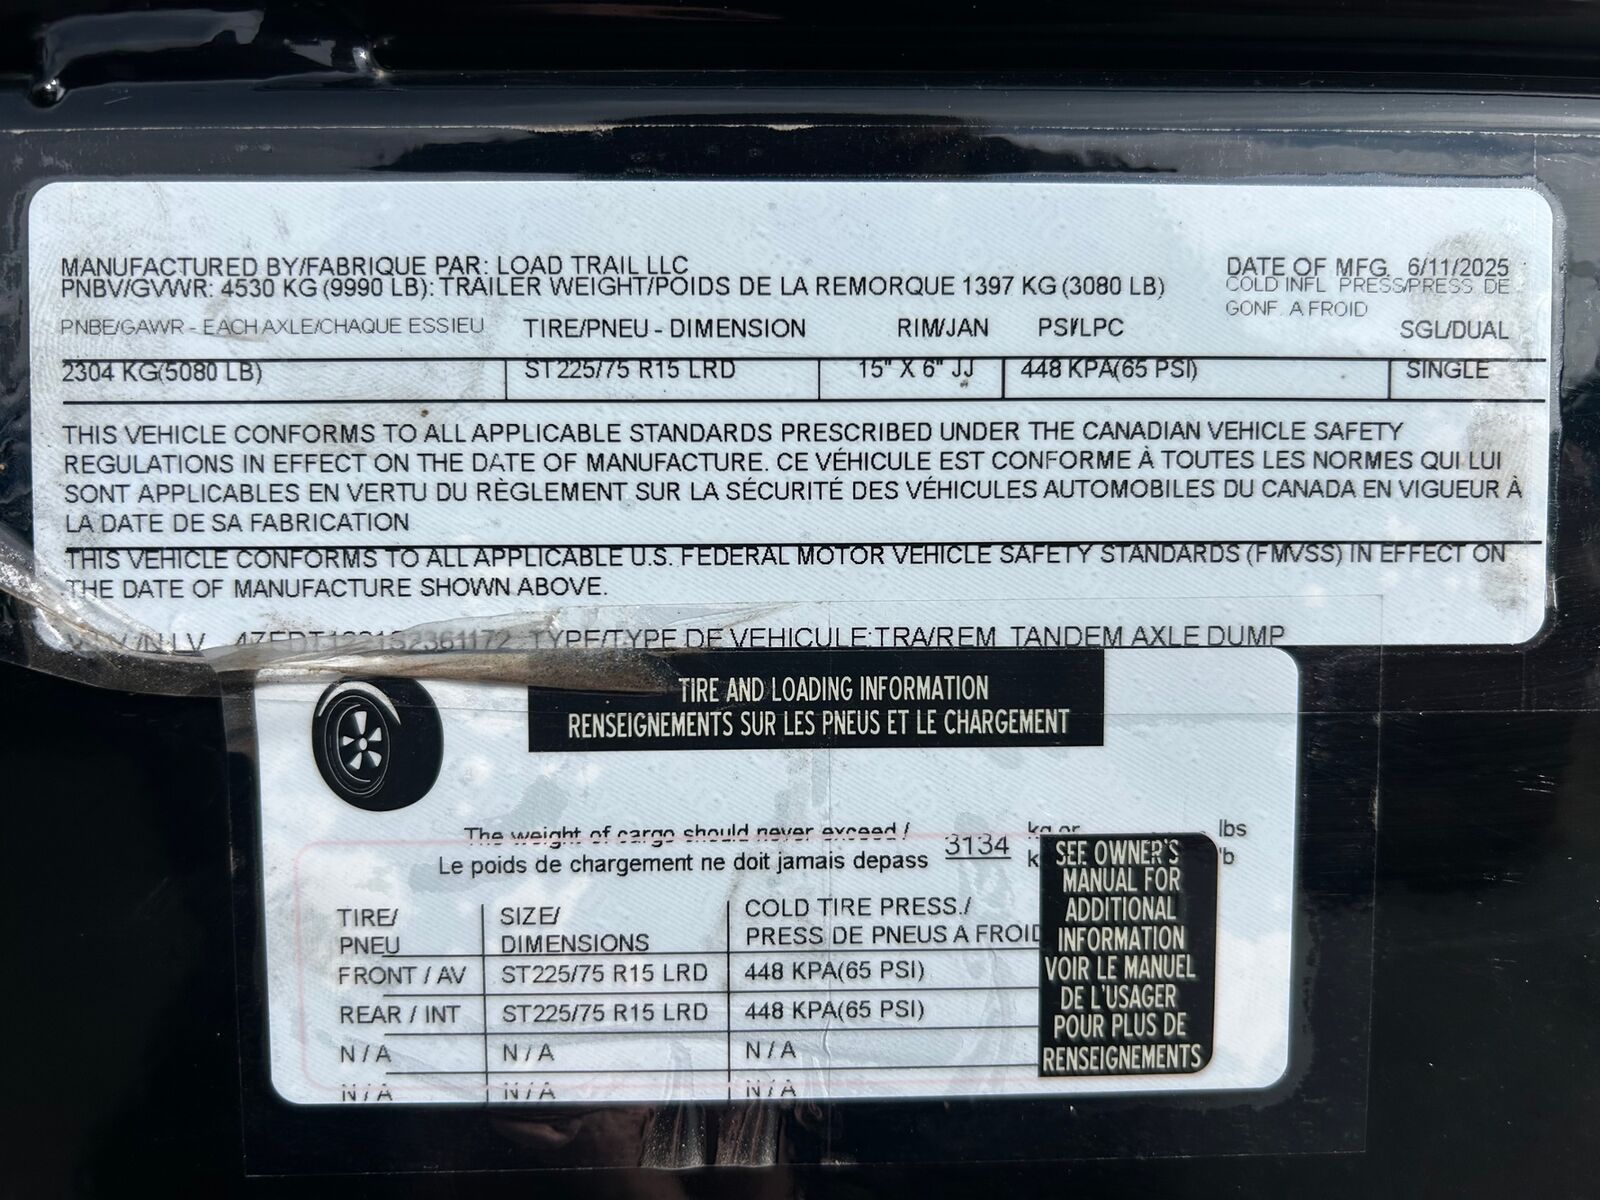 MANUFACTURED BY/FABRIQUE PAR: LOAD TRAIL LLC
DATE OF MFG. 6/11/2025
PNBV/GVWR: 4530 KG (9990 LB): TRAILER WEIGHT/POIDS DE LA REMORQUE 1397 KG (3080 LB)
COLD INFL PRESS/PRESS. DE
GONF. A FROID
PNBE/GAWR - EACH AXLE/CHAQUE ESSIEU TIRE/PNEU - DIMENSION RIM/JAN PSI/LPC SGL/DUAL
2304 KG(5080 LB) ST225/75 R15 LRD 15" X 6" JJ 448 KPA(65 PSI) SINGLE
THIS VEHICLE CONFORMS TO ALL APPLICABLE STANDARDS PRESCRIBED UNDER THE CANADIAN VEHICLE SAFETY
REGULATIONS IN EFFECT ON THE DATE OF MANUFACTURE. CE VÉHICULE EST CONFORME À TOUTES LES NORMES QUI LUI
SONT APPLICABLES EN VERTU DU RÈGLEMENT SUR LA SÉCURITÉ DES VÉHICULES AUTOMOBILES DU CANADA EN VIGUEUR À
LA DATE DE SA FABRICATION
THIS VEHICLE CONFORMS TO ALL APPLICABLE U.S. FEDERAL MOTOR VEHICLE SAFETY STANDARDS (FMVSS) IN EFFECT ON
THE DATE OF MANUFACTURE SHOWN ABOVE.
TYPE/TYPE DE VEHICULE: TRA/REM TANDEM AXLE DUMP
TIRE AND LOADING INFORMATION
RENSEIGNEMENTS SUR LES PNEUS ET LE CHARGEMENT
The weight of cargo should never exceed / 3134 kg or lbs
Le poids de chargement ne doit jamais depass
TIRE/ SIZE/ COLD TIRE PRESS./
PNEU DIMENSIONS PRESS DE PNEUS A FROID
FRONT / AV ST225/75 R15 LRD 448 KPA(65 PSI)
REAR / INT ST225/75 R15 LRD 448 KPA(65 PSI)
N / A N / A N / A
N / A N / A N / A
SEE OWNER'S
MANUAL FOR
ADDITIONAL
INFORMATION
VOIR LE MANUEL
DE L'USAGER
POUR PLUS DE
RENSEIGNEMENTS